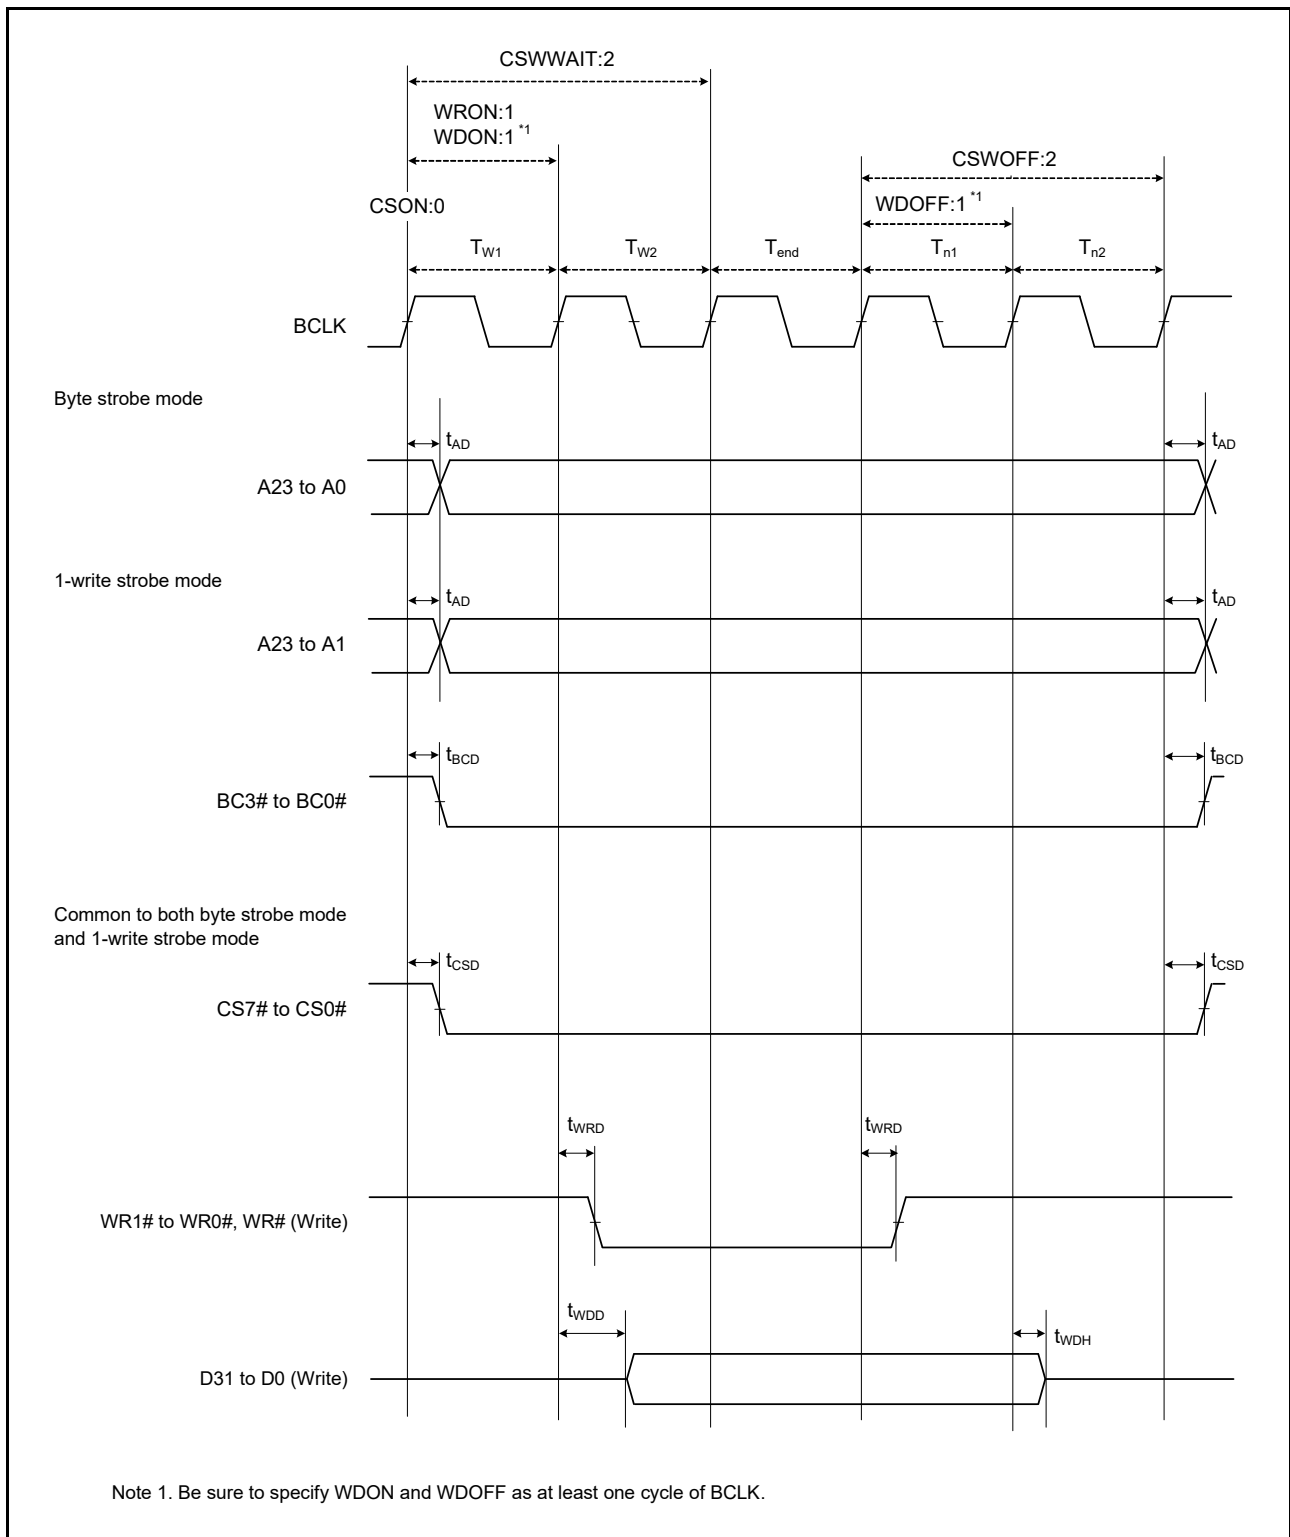 CSWWAIT:2
WRON:1
WDON:1 *1
CSWOFF:2
WDOFF:1 *1
CSON:0
TW1 TW2 Tend Tn1 Tn2
BCLK
Byte strobe mode
tAD tAD
A23 to A0
1-write strobe mode
tAD tAD
A23 to A1
tBCD tBCD
BC3# to BC0#
Common to both byte strobe mode
and 1-write strobe mode
tCSD tCSD
CS7# to CS0#
tWRD tWRD
WR1# to WR0#, WR# (Write)
tWDD tWDH
D31 to D0 (Write)
Note 1. Be sure to specify WDON and WDOFF as at least one cycle of BCLK.